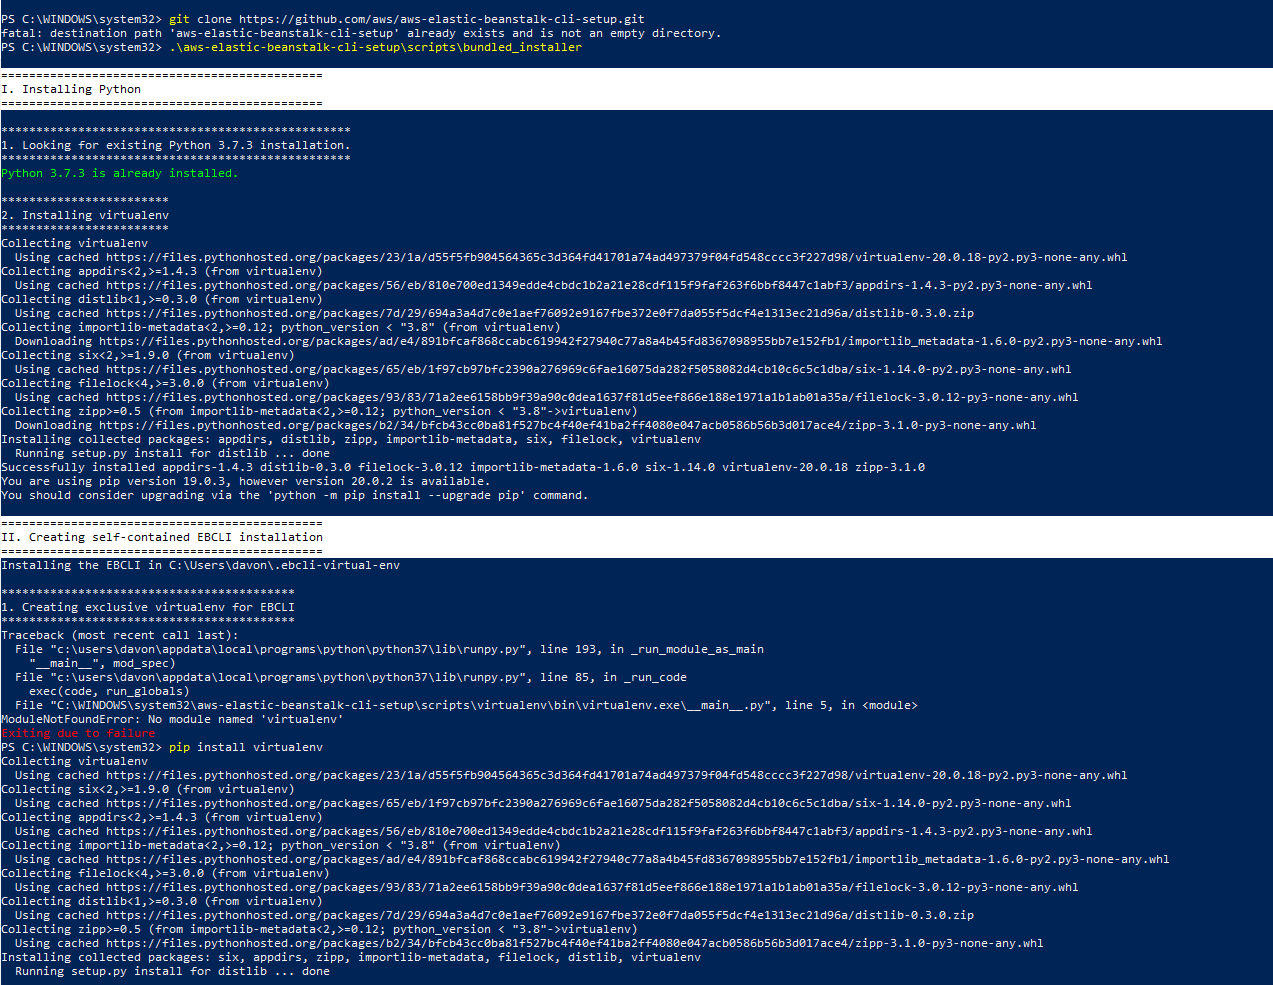 PS C:\WINDOWS\system32> git clone https://github.com/aws/aws-elastic-beanstalk-cli-setup.git
fatal: destination path 'aws-elastic-beanstalk-cli-setup' already exists and is not an empty directory.
PS C:\WINDOWS\system32> .\aws-elastic-beanstalk-cli-setup\scripts\bundled_installer
==============================================
I. Installing Python
==============================================
**************************************************
1. Looking for existing Python 3.7.3 installation.
**************************************************
Python 3.7.3 is already installed.
************************
2. Installing virtualenv
************************
Collecting virtualenv
  Using cached https://files.pythonhosted.org/packages/23/1a/d55f5fb904564365c3d364fd41701a74ad497379f04fd548cccc3f227d98/virtualenv-20.0.18-py2.py3-none-any.whl
Collecting appdirs<2,>=1.4.3 (from virtualenv)
  Using cached https://files.pythonhosted.org/packages/56/eb/810e700ed1349edde4cbdc1b2a21e28cdf115f9faf263f6bbf8447c1abf3/appdirs-1.4.3-py2.py3-none-any.whl
Collecting distlib<1,>=0.3.0 (from virtualenv)
  Using cached https://files.pythonhosted.org/packages/7d/29/694a3a4d7c0e1aef76092e9167fbe372e0f7da055f5dcf4e1313ec21d96a/distlib-0.3.0.zip
Collecting importlib-metadata<2,>=0.12; python_version < "3.8" (from virtualenv)
  Downloading https://files.pythonhosted.org/packages/ad/e4/891bfcaf868ccabc619942f27940c77a8a4b45fd8367098955bb7e152fb1/importlib_metadata-1.6.0-py2.py3-none-any.whl
Collecting six<2,>=1.9.0 (from virtualenv)
  Using cached https://files.pythonhosted.org/packages/65/eb/1f97cb97bfc2390a276969c6fae16075da282f5058082d4cb10c6c5c1dba/six-1.14.0-py2.py3-none-any.whl
Collecting filelock<4,>=3.0.0 (from virtualenv)
  Using cached https://files.pythonhosted.org/packages/93/83/71a2ee6158bb9f39a90c0dea1637f81d5eef866e188e1971a1b1ab01a35a/filelock-3.0.12-py3-none-any.whl
Collecting zipp>=0.5 (from importlib-metadata<2,>=0.12; python_version < "3.8"->virtualenv)
  Downloading https://files.pythonhosted.org/packages/b2/34/bfcb43cc0ba81f527bc4f40ef41ba2ff4080e047acb0586b56b3d017ace4/zipp-3.1.0-py3-none-any.whl
Installing collected packages: appdirs, distlib, zipp, importlib-metadata, six, filelock, virtualenv
  Running setup.py install for distlib ... done
Successfully installed appdirs-1.4.3 distlib-0.3.0 filelock-3.0.12 importlib-metadata-1.6.0 six-1.14.0 virtualenv-20.0.18 zipp-3.1.0
You are using pip version 19.0.3, however version 20.0.2 is available.
You should consider upgrading via the 'python -m pip install --upgrade pip' command.
==============================================
II. Creating self-contained EBCLI installation
==============================================
Installing the EBCLI in C:\Users\davon\.ebcli-virtual-env
******************************************
1. Creating exclusive virtualenv for EBCLI
******************************************
Traceback (most recent call last):
  File "c:\users\davon\appdata\local\programs\python\python37\lib\runpy.py", line 193, in _run_module_as_main
    "__main__", mod_spec)
  File "c:\users\davon\appdata\local\programs\python\python37\lib\runpy.py", line 85, in _run_code
    exec(code, run_globals)
  File "C:\WINDOWS\system32\aws-elastic-beanstalk-cli-setup\scripts\virtualenv\bin\virtualenv.exe\__main__.py", line 5, in <module>
ModuleNotFoundError: No module named 'virtualenv'
Exiting due to failure
PS C:\WINDOWS\system32> pip install virtualenv
Collecting virtualenv
  Using cached https://files.pythonhosted.org/packages/23/1a/d55f5fb904564365c3d364fd41701a74ad497379f04fd548cccc3f227d98/virtualenv-20.0.18-py2.py3-none-any.whl
Collecting six<2,>=1.9.0 (from virtualenv)
  Using cached https://files.pythonhosted.org/packages/65/eb/1f97cb97bfc2390a276969c6fae16075da282f5058082d4cb10c6c5c1dba/six-1.14.0-py2.py3-none-any.whl
Collecting appdirs<2,>=1.4.3 (from virtualenv)
  Using cached https://files.pythonhosted.org/packages/56/eb/810e700ed1349edde4cbdc1b2a21e28cdf115f9faf263f6bbf8447c1abf3/appdirs-1.4.3-py2.py3-none-any.whl
Collecting importlib-metadata<2,>=0.12; python_version < "3.8" (from virtualenv)
  Using cached https://files.pythonhosted.org/packages/ad/e4/891bfcaf868ccabc619942f27940c77a8a4b45fd8367098955bb7e152fb1/importlib_metadata-1.6.0-py2.py3-none-any.whl
Collecting filelock<4,>=3.0.0 (from virtualenv)
  Using cached https://files.pythonhosted.org/packages/93/83/71a2ee6158bb9f39a90c0dea1637f81d5eef866e188e1971a1b1ab01a35a/filelock-3.0.12-py3-none-any.whl
Collecting distlib<1,>=0.3.0 (from virtualenv)
  Using cached https://files.pythonhosted.org/packages/7d/29/694a3a4d7c0e1aef76092e9167fbe372e0f7da055f5dcf4e1313ec21d96a/distlib-0.3.0.zip
Collecting zipp>=0.5 (from importlib-metadata<2,>=0.12; python_version < "3.8"->virtualenv)
  Using cached https://files.pythonhosted.org/packages/b2/34/bfcb43cc0ba81f527bc4f40ef41ba2ff4080e047acb0586b56b3d017ace4/zipp-3.1.0-py3-none-any.whl
Installing collected packages: six, appdirs, zipp, importlib-metadata, filelock, distlib, virtualenv
  Running setup.py install for distlib ... done